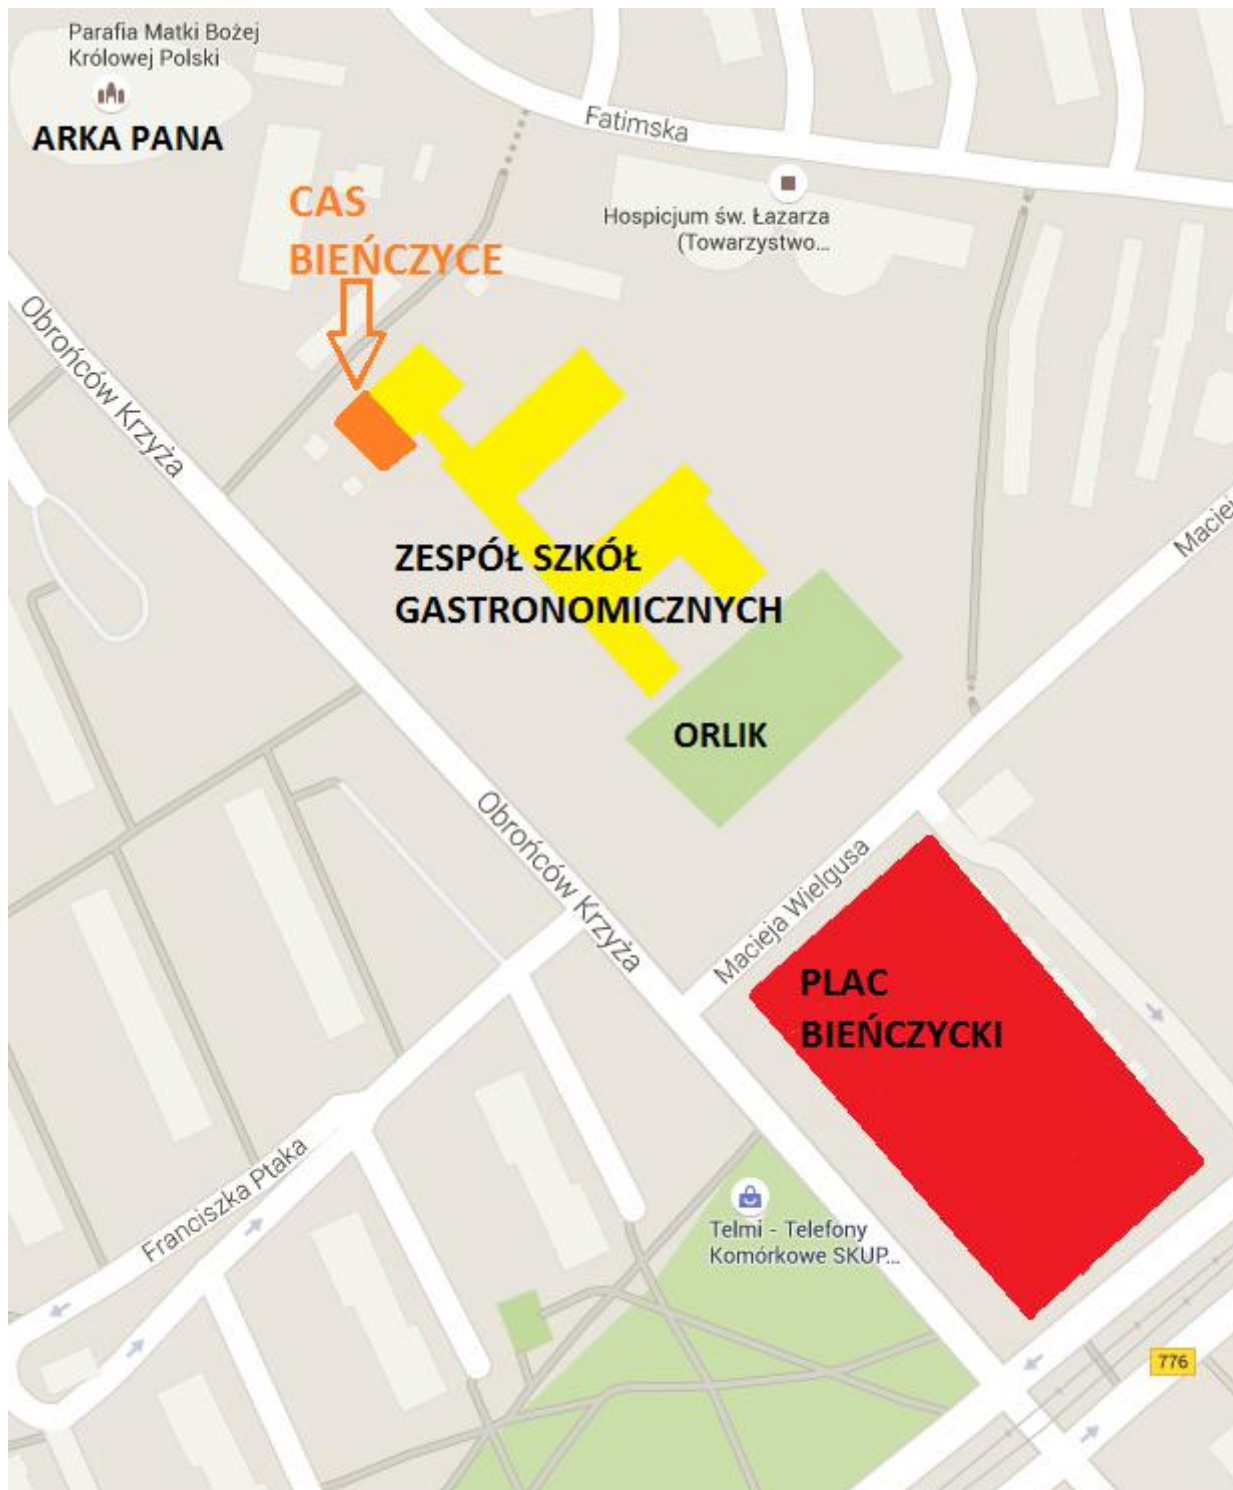 Parafia Matki Bożej
Królowej Polski
ARKA PANA
Fatimska
CAS
BIEŃCZYCE
Hospicjum św. Łazarza
(Towarzystwo...
Obrońców Krzyża
Maciej
ZESPÓŁ SZKÓŁ
GASTRONOMICZNYCH
ORLIK
Obrońców Krzyża
Macieja Wielgusa
PLAC
BIEŃCZYCKI
Franciszka Ptaka
Telmi - Telefony
Komórkowe SKUP...
776